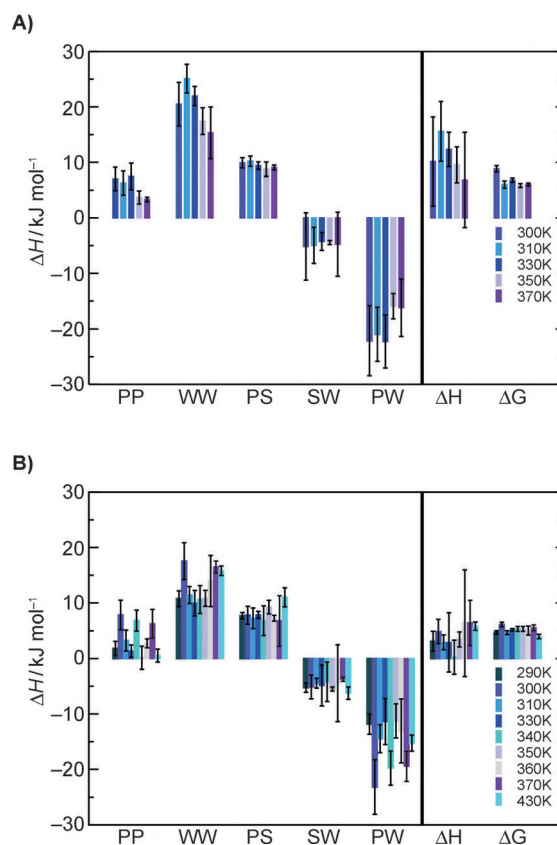 A)
30
20
10
0
−10
−20
−30
ΔH / kJ mol⁻¹
300K
310K
330K
350K
370K
PP WW PS SW PW ΔH ΔG
B)
30
20
10
0
−10
−20
−30
ΔH / kJ mol⁻¹
290K
300K
310K
330K
340K
350K
360K
370K
430K
PP WW PS SW PW ΔH ΔG